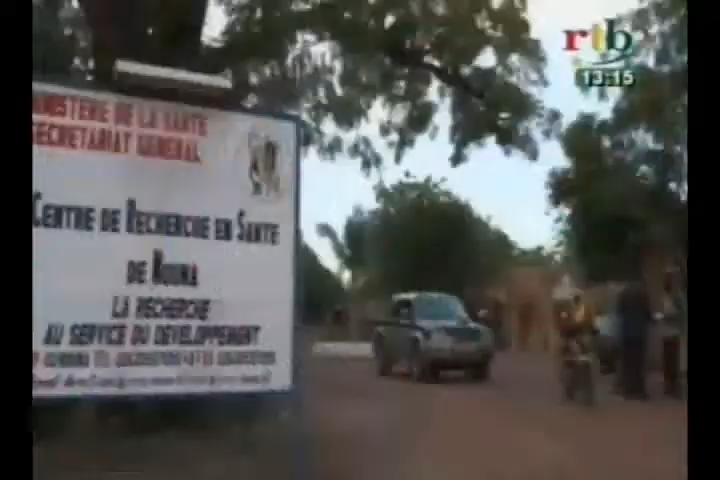 MINISTERE DE LA SANTE
SECRETARIAT GENERAL
CENTRE DE RECHERCHE EN SANTE
DE NOUNA
LA RECHERCHE
AU SERVICE DU DEVELOPPEMENT
rtb
13:15